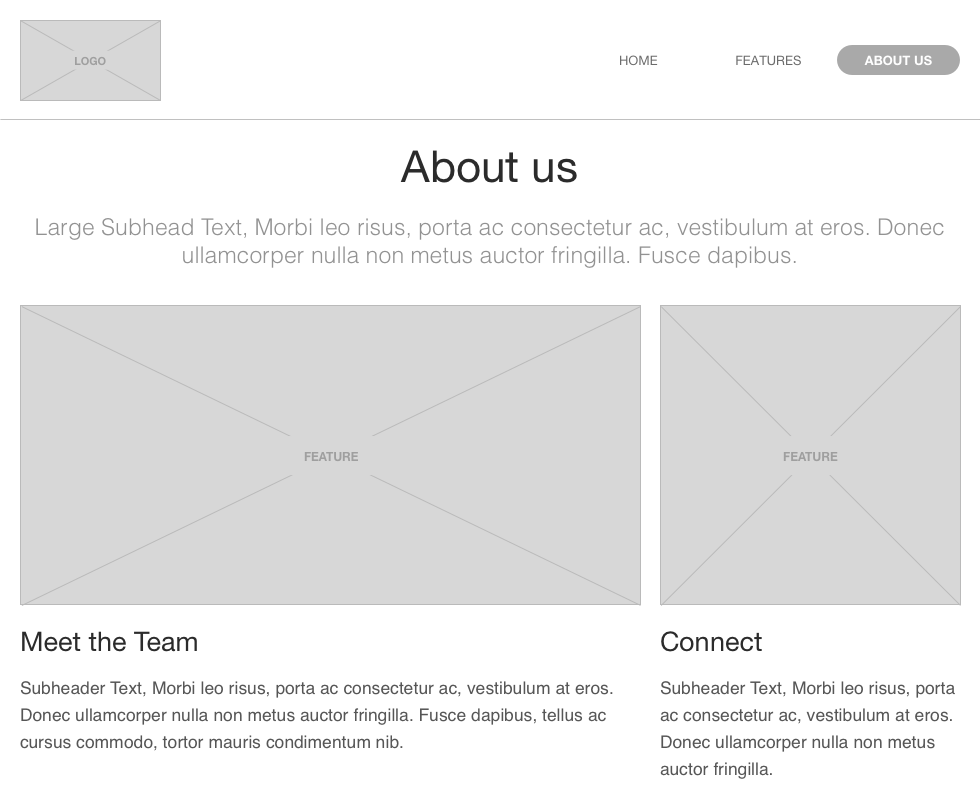 LOGO
HOME FEATURES ABOUT US
About us
Large Subhead Text, Morbi leo risus, porta ac consectetur ac, vestibulum at eros. Donec
ullamcorper nulla non metus auctor fringilla. Fusce dapibus.
FEATURE
FEATURE
Meet the Team
Subheader Text, Morbi leo risus, porta ac consectetur ac, vestibulum at eros.
Donec ullamcorper nulla non metus auctor fringilla. Fusce dapibus, tellus ac
cursus commodo, tortor mauris condimentum nib.
Connect
Subheader Text, Morbi leo risus, porta
ac consectetur ac, vestibulum at eros.
Donec ullamcorper nulla non metus
auctor fringilla.